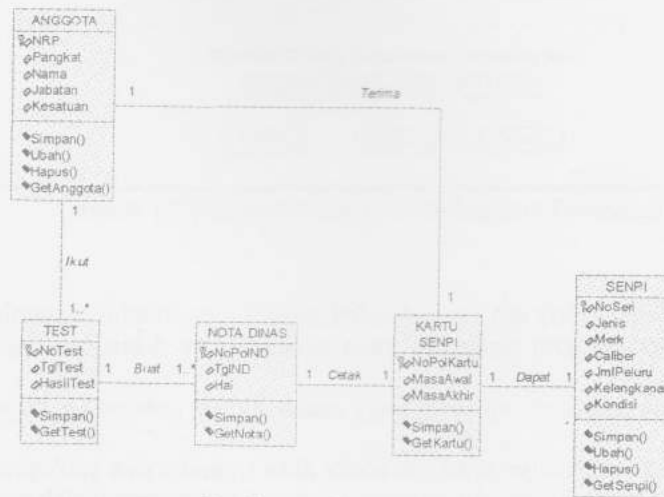 ANGGOTA
NRP
Pangkat
Nama
Jabatan
Kesatuan
Simpan()
Ubah()
Hapus()
GetAnggota()
1
Terima
1
1
Ikut
1..*
TEST
NoTest
TglTest
HasilTest
Simpan()
GetTest()
1
Buat
1..*
NOTA DINAS
NoPolND
TglND
Hal
Simpan()
GetNota()
1
Cetak
1
KARTU
SENPI
NoPolKartu
MasaAwal
MasaAkhir
Simpan()
GetKartu()
1
Dapat
1
SENPI
NoSeri
Jenis
Merk
Caliber
JmlPeluru
Kelengkapan
Kondisi
Simpan()
Ubah()
Hapus()
GetSenpi()